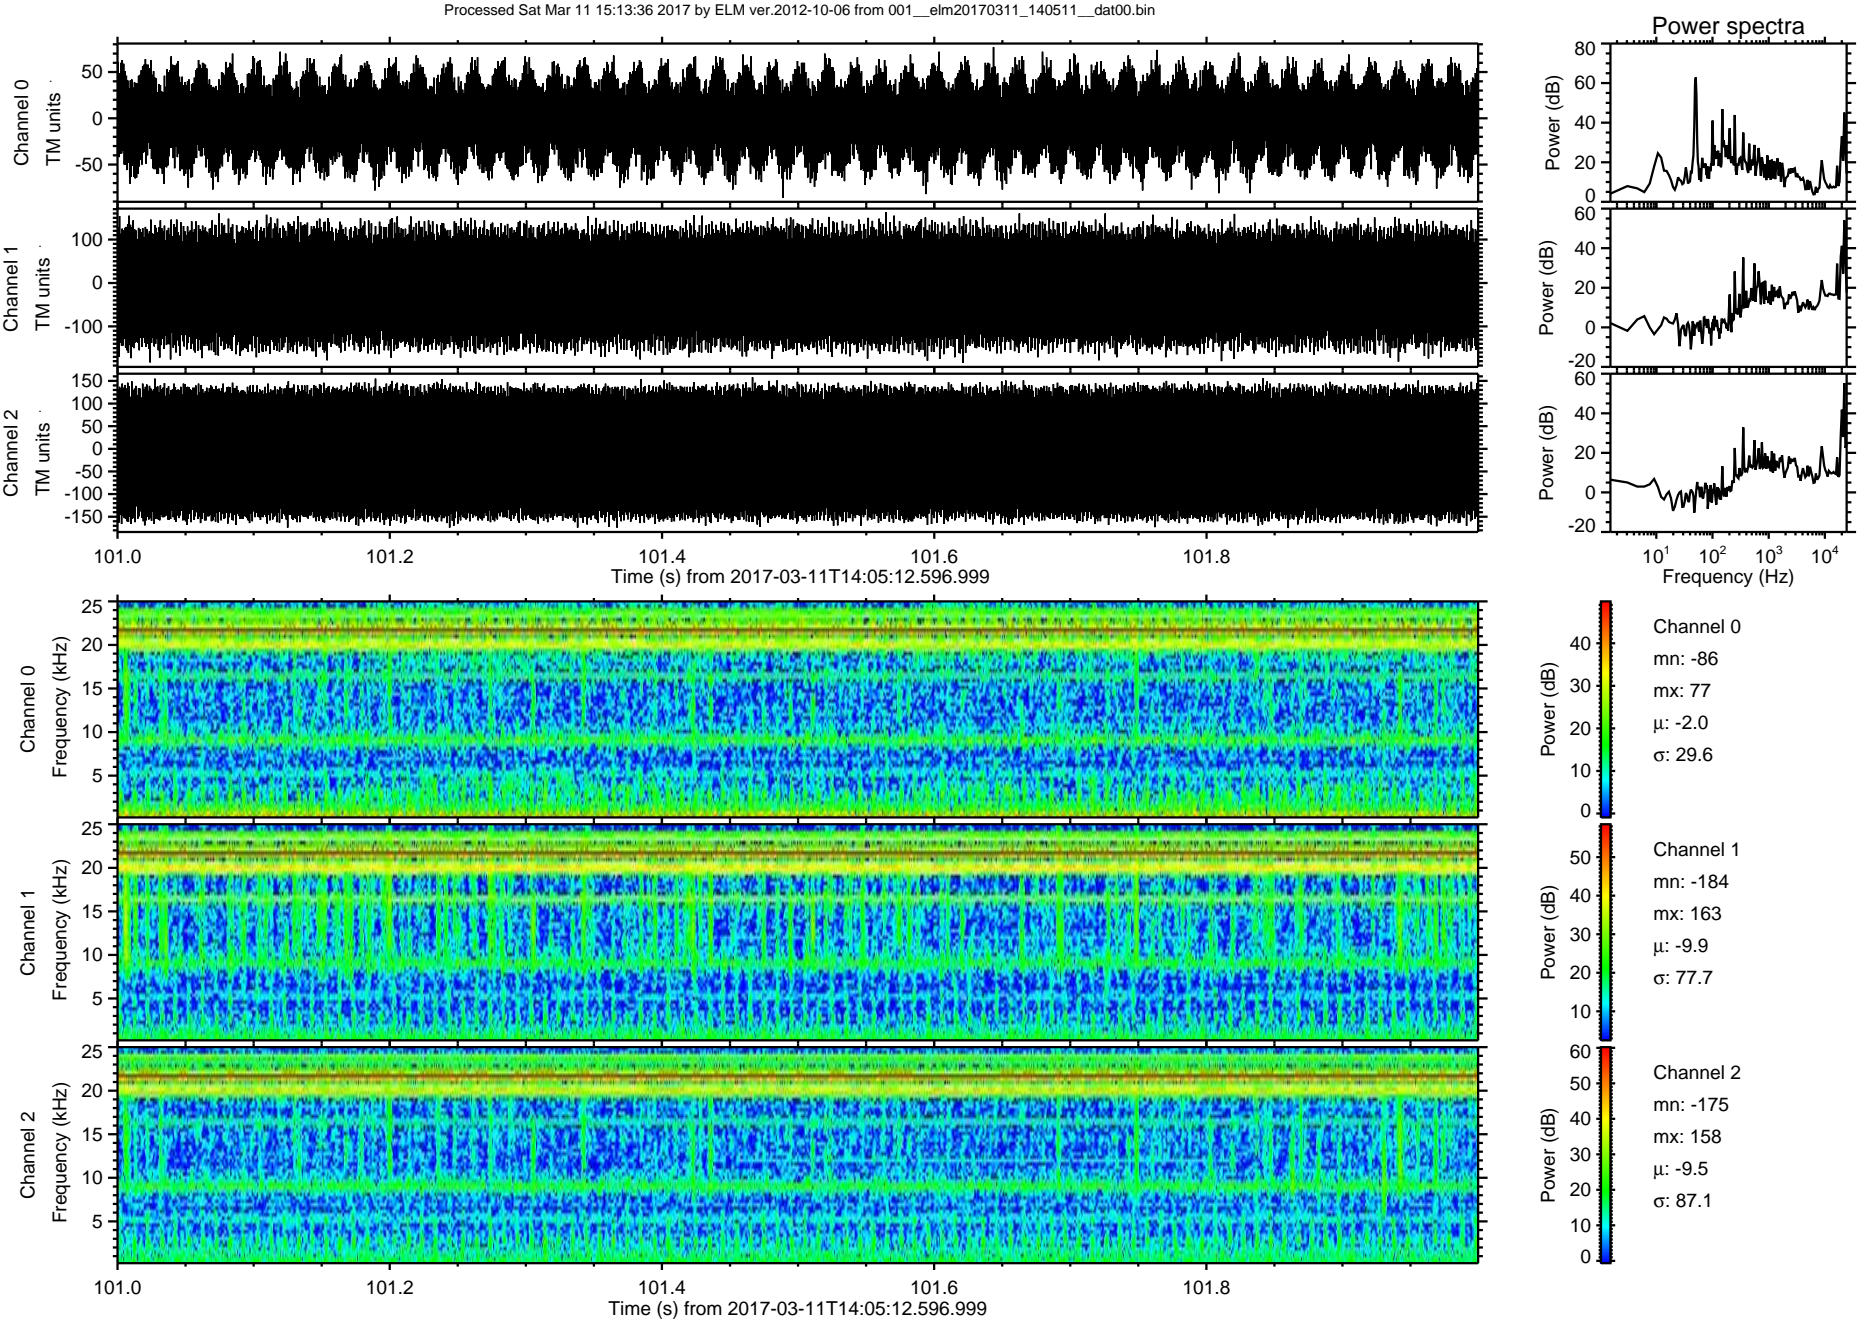 Processed Sat Mar 11 15:13:36 2017 by ELM ver.2012-10-06 from 001__elm20170311_140511__dat00.bin
Power spectra
Channel 0
TM units
50
0
-50
Power (dB)
80
60
40
20
0
Channel 1
TM units
100
0
-100
Power (dB)
60
40
20
0
-20
Channel 2
TM units
150
100
50
0
-50
-100
-150
Power (dB)
60
40
20
0
-20
101.0 101.2 101.4 101.6 101.8
Time (s) from 2017-03-11T14:05:12.596.999
10^1 10^2 10^3 10^4
Frequency (Hz)
Channel 0
Frequency (kHz)
25
20
15
10
5
Power (dB)
40
30
20
10
0
Channel 0
mn: -86
mx: 77
μ: -2.0
σ: 29.6
Channel 1
Frequency (kHz)
25
20
15
10
5
Power (dB)
50
40
30
20
10
Channel 1
mn: -184
mx: 163
μ: -9.9
σ: 77.7
Channel 2
Frequency (kHz)
25
20
15
10
5
Power (dB)
60
50
40
30
20
10
0
Channel 2
mn: -175
mx: 158
μ: -9.5
σ: 87.1
101.0 101.2 101.4 101.6 101.8
Time (s) from 2017-03-11T14:05:12.596.999